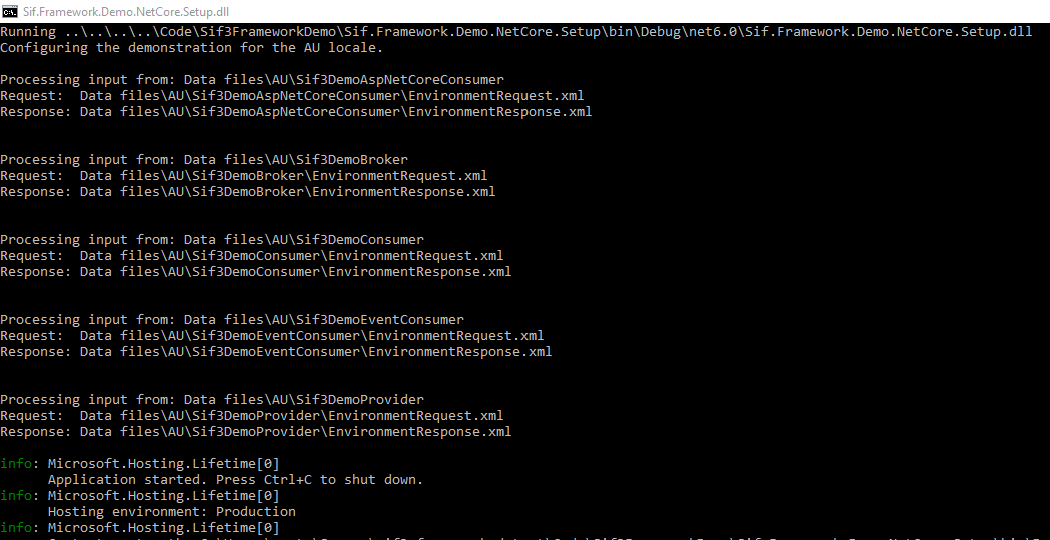 Sif.Framework.Demo.NetCore.Setup.dll
Running ..\..\..\..\Code\Sif3FrameworkDemo\Sif.Framework.Demo.NetCore.Setup\bin\Debug\net6.0\Sif.Framework.Demo.NetCore.Setup.dll
Configuring the demonstration for the AU locale.
Processing input from: Data files\AU\Sif3DemoAspNetCoreConsumer
Request:  Data files\AU\Sif3DemoAspNetCoreConsumer\EnvironmentRequest.xml
Response: Data files\AU\Sif3DemoAspNetCoreConsumer\EnvironmentResponse.xml
Processing input from: Data files\AU\Sif3DemoBroker
Request:  Data files\AU\Sif3DemoBroker\EnvironmentRequest.xml
Response: Data files\AU\Sif3DemoBroker\EnvironmentResponse.xml
Processing input from: Data files\AU\Sif3DemoConsumer
Request:  Data files\AU\Sif3DemoConsumer\EnvironmentRequest.xml
Response: Data files\AU\Sif3DemoConsumer\EnvironmentResponse.xml
Processing input from: Data files\AU\Sif3DemoEventConsumer
Request:  Data files\AU\Sif3DemoEventConsumer\EnvironmentRequest.xml
Response: Data files\AU\Sif3DemoEventConsumer\EnvironmentResponse.xml
Processing input from: Data files\AU\Sif3DemoProvider
Request:  Data files\AU\Sif3DemoProvider\EnvironmentRequest.xml
Response: Data files\AU\Sif3DemoProvider\EnvironmentResponse.xml
info: Microsoft.Hosting.Lifetime[0]
Application started. Press Ctrl+C to shut down.
info: Microsoft.Hosting.Lifetime[0]
Hosting environment: Production
info: Microsoft.Hosting.Lifetime[0]